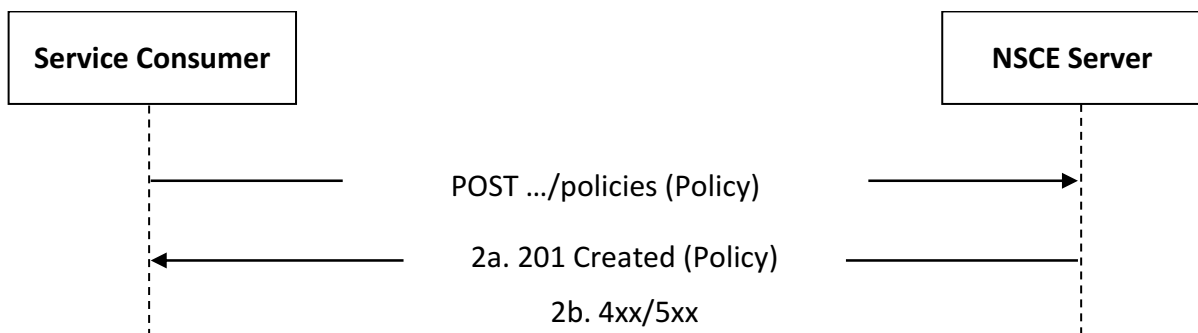 Service Consumer
NSCE Server
POST …/policies (Policy)
2a. 201 Created (Policy)
2b. 4xx/5xx